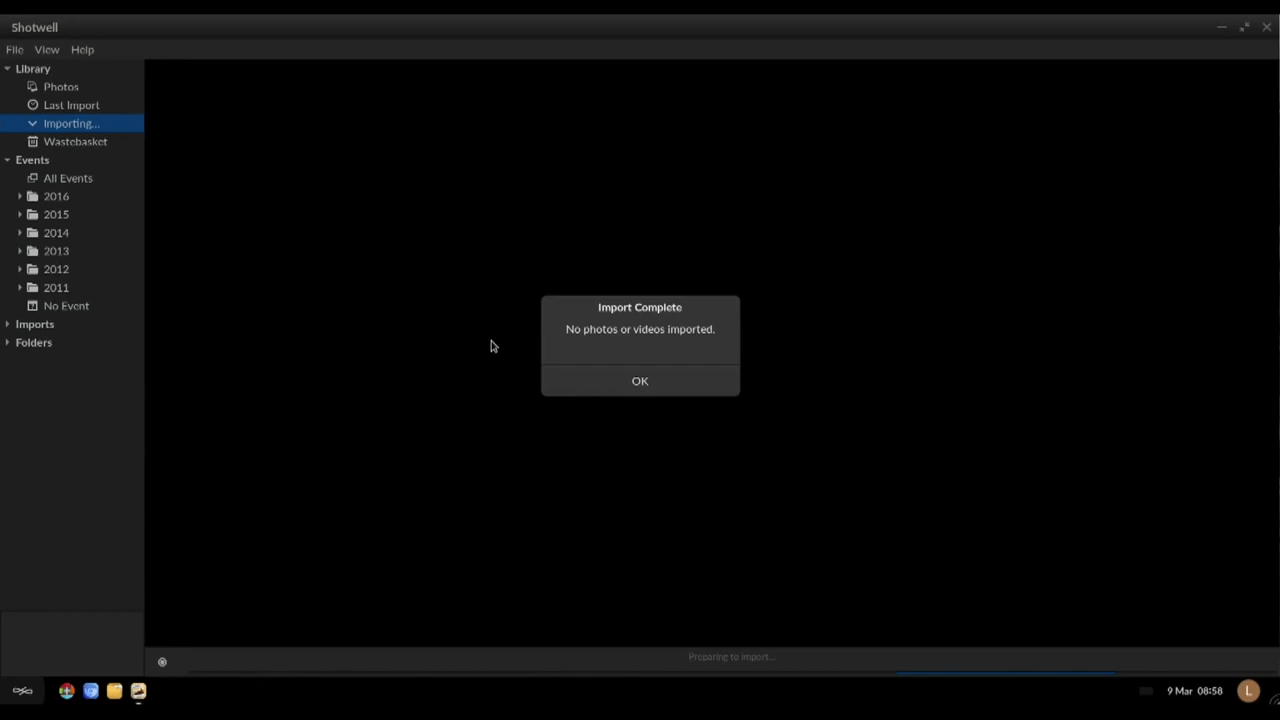 Shotwell
File View Help
Library
Photos
Last Import
Importing...
Wastebasket
Events
All Events
2016
2015
2014
2013
2012
2011
No Event
Imports
Folders
Import Complete
No photos or videos imported.
OK
Preparing to import...
9 Mar 08:58
L